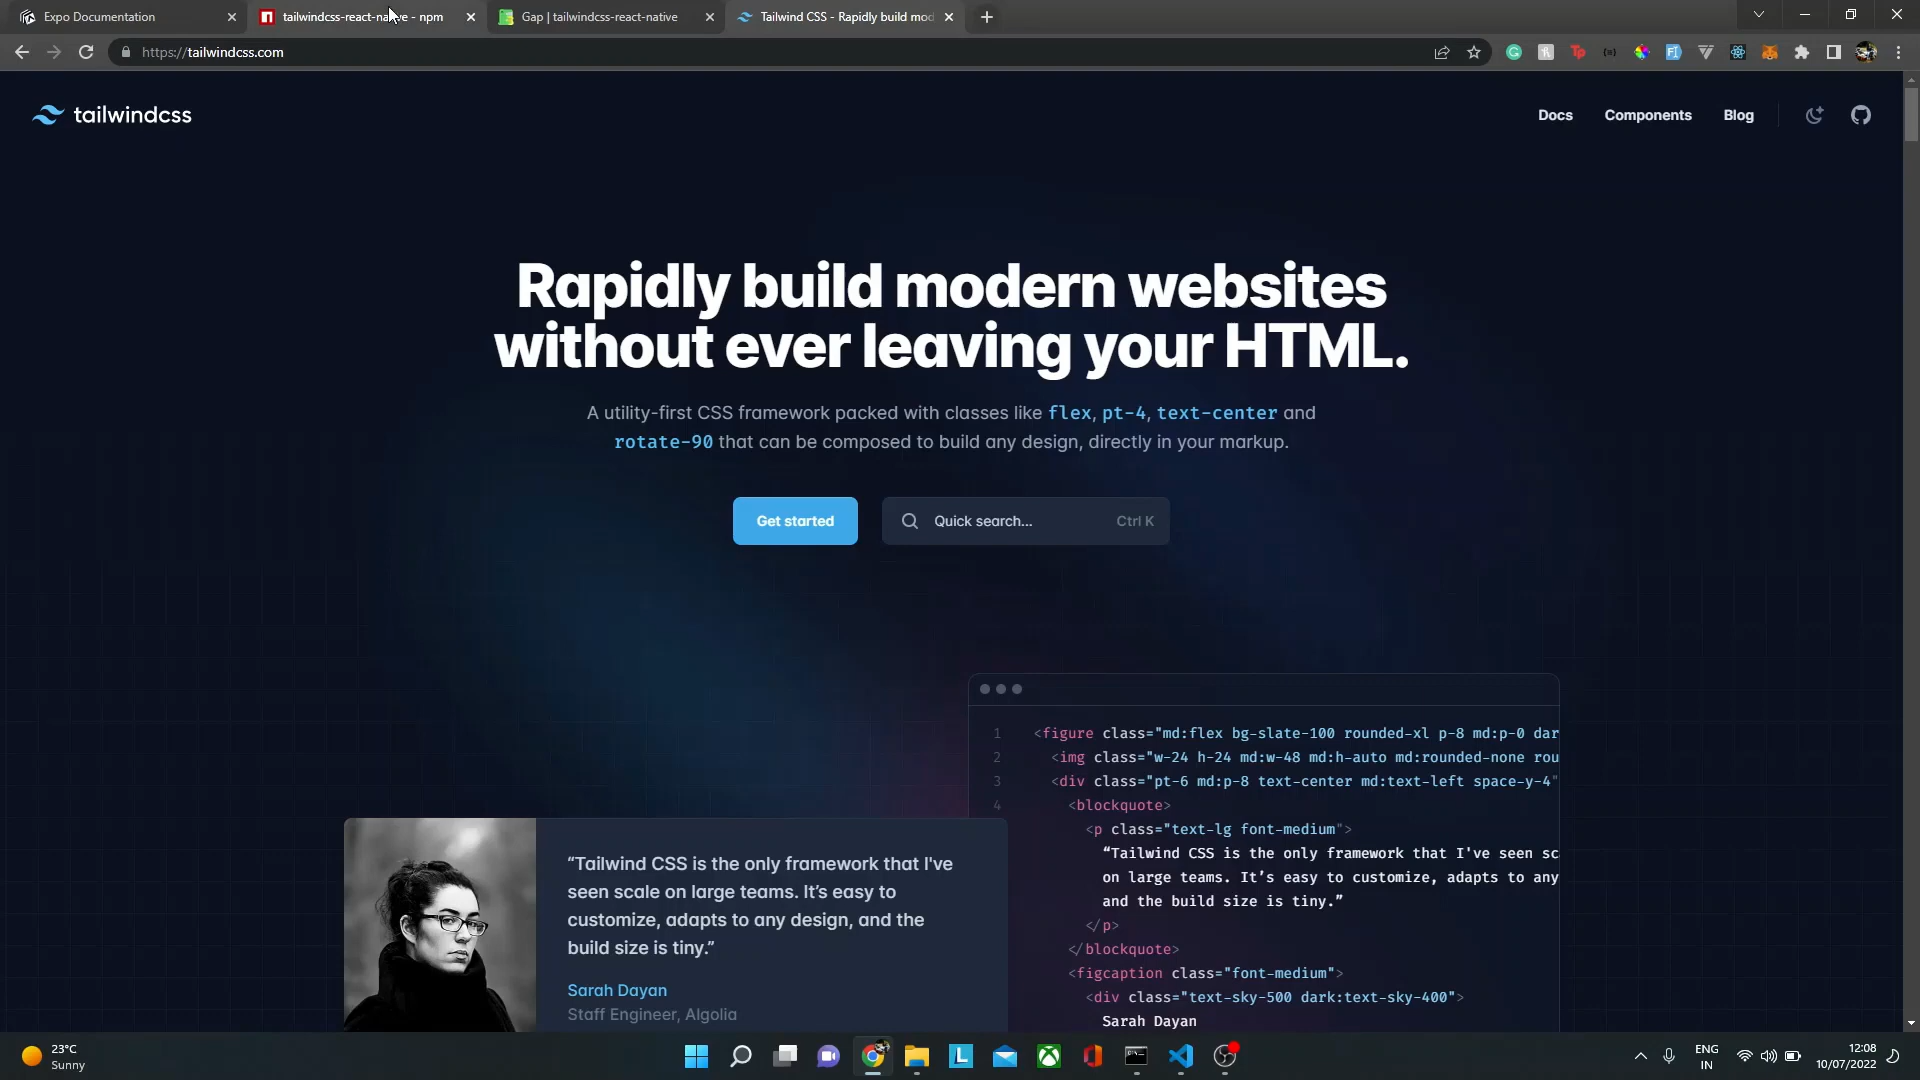 Expo Documentation
tailwindcss-react-native - npm
Gap | tailwindcss-react-native
Tailwind CSS - Rapidly build mod
https://tailwindcss.com
tailwindcss
Docs
Components
Blog
Rapidly build modern websites
without ever leaving your HTML.
A utility-first CSS framework packed with classes like flex, pt-4, text-center and
rotate-90 that can be composed to build any design, directly in your markup.
Get started
Quick search...
Ctrl K
1 <figure class="md:flex bg-slate-100 rounded-xl p-8 md:p-0 dar
2 <img class="w-24 h-24 md:w-48 md:h-auto md:rounded-none rou
3 <div class="pt-6 md:p-8 text-center md:text-left space-y-4"
4 <blockquote>
<p class="text-lg font-medium">
“Tailwind CSS is the only framework that I've seen sc
on large teams. It’s easy to customize, adapts to any
and the build size is tiny.”
</p>
</blockquote>
<figcaption class="font-medium">
<div class="text-sky-500 dark:text-sky-400">
Sarah Dayan
“Tailwind CSS is the only framework that I've
seen scale on large teams. It’s easy to
customize, adapts to any design, and the
build size is tiny.”
Sarah Dayan
Staff Engineer, Algolia
23°C
Sunny
L
ENG
IN
12:08
10/07/2022